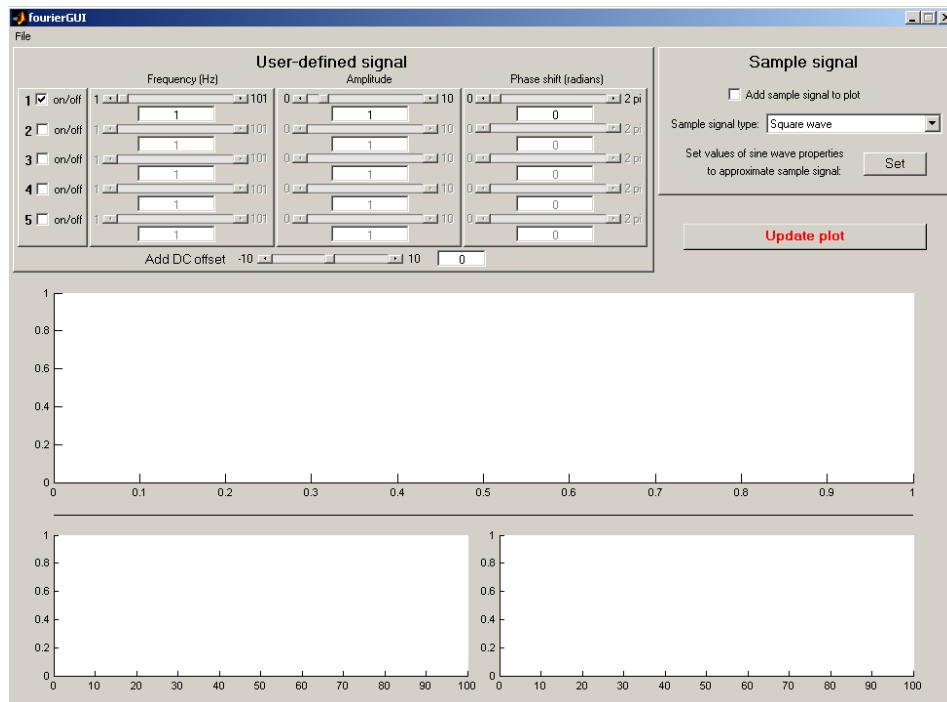 fourierGUI
File
User-defined signal
Frequency (Hz) Amplitude Phase shift (radians)
1 on/off 1 101 0 10 0 2 pi
1 1 0
2 on/off 1 101 0 10 0 2 pi
1 1 0
3 on/off 1 101 0 10 0 2 pi
1 1 0
4 on/off 1 101 0 10 0 2 pi
1 1 0
5 on/off 1 101 0 10 0 2 pi
1 1 0
Add DC offset -10 10 0
Sample signal
Add sample signal to plot
Sample signal type: Square wave
Set values of sine wave properties
to approximate sample signal:
Set
Update plot
1
0.8
0.6
0.4
0.2
0
0 0.1 0.2 0.3 0.4 0.5 0.6 0.7 0.8 0.9 1
1
0.8
0.6
0.4
0.2
0
0 10 20 30 40 50 60 70 80 90 100
1
0.8
0.6
0.4
0.2
0
0 10 20 30 40 50 60 70 80 90 100